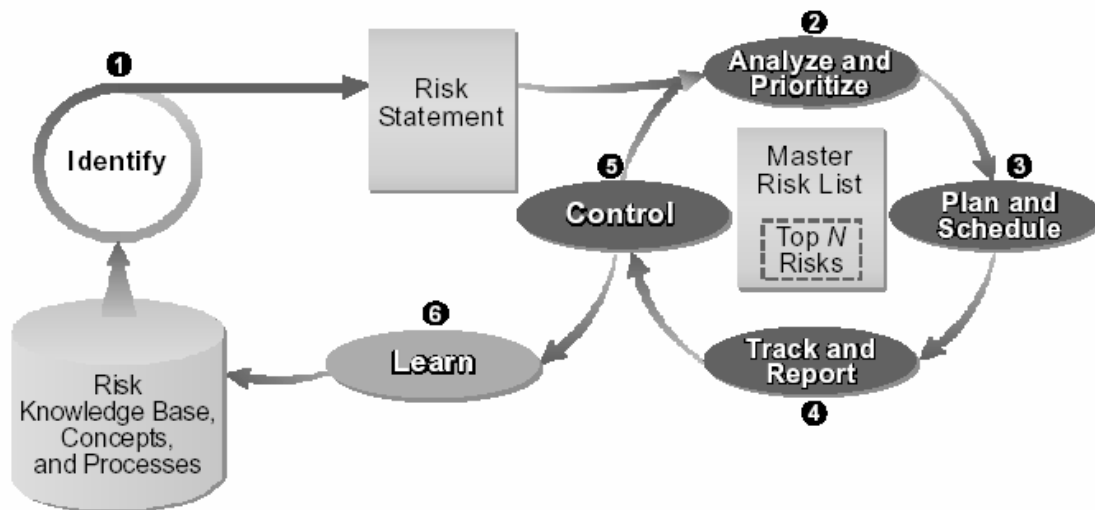 1
Identify
Risk
Statement
2
Analyze and
Prioritize
3
Plan and
Schedule
Master
Risk List
Top N
Risks
4
Track and
Report
5
Control
6
Learn
Risk
Knowledge Base,
Concepts,
and Processes